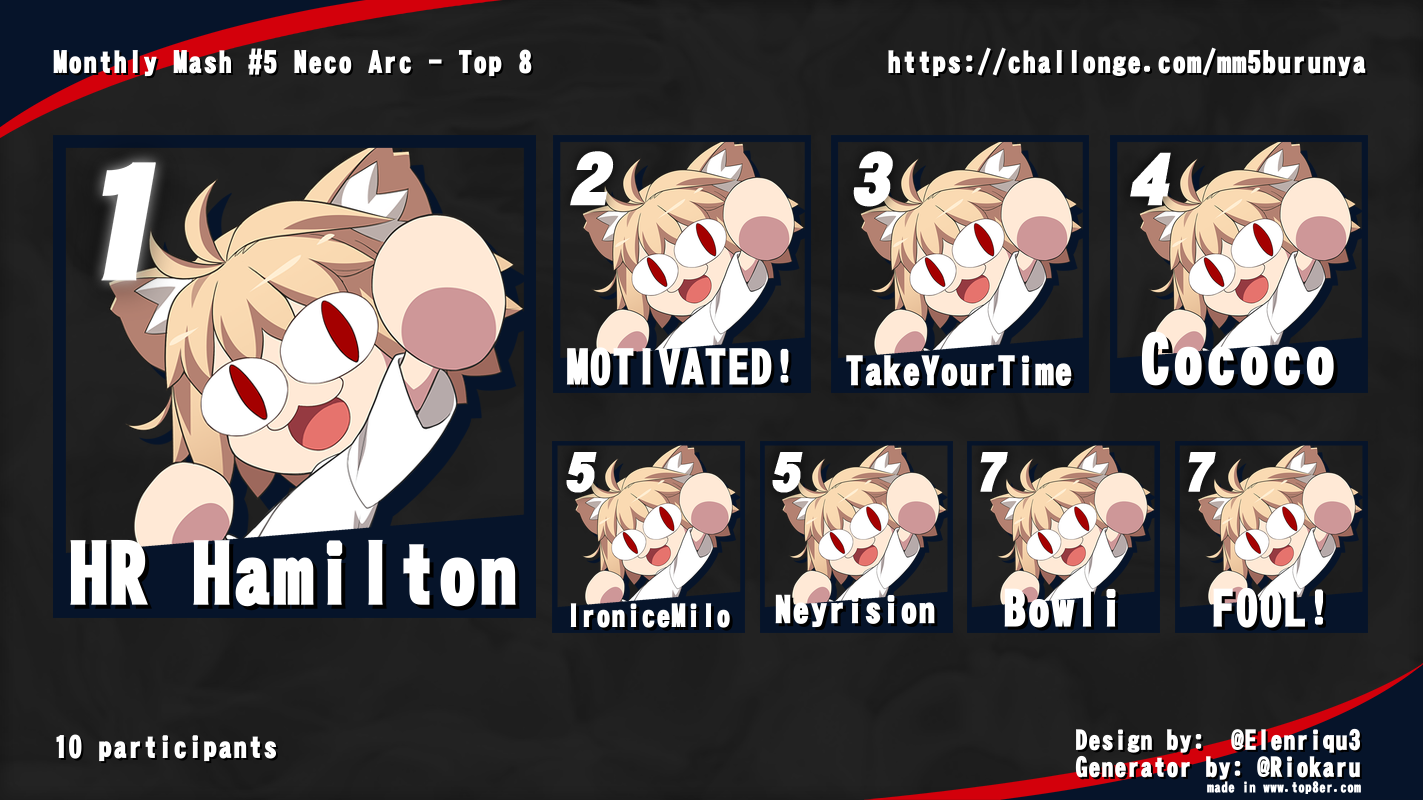 Monthly Mash #5 Neco Arc - Top 8
https://challonge.com/mm5burunya
1
HR Hamilton
2
MOTIVATED!
3
TakeYourTime
4
Cococo
5
IroniceMilo
5
Neyrision
7
Bowli
7
FOOL!
10 participants
Design by: @Elenriqu3
Generator by: @Riokaru
made in www.top8er.com